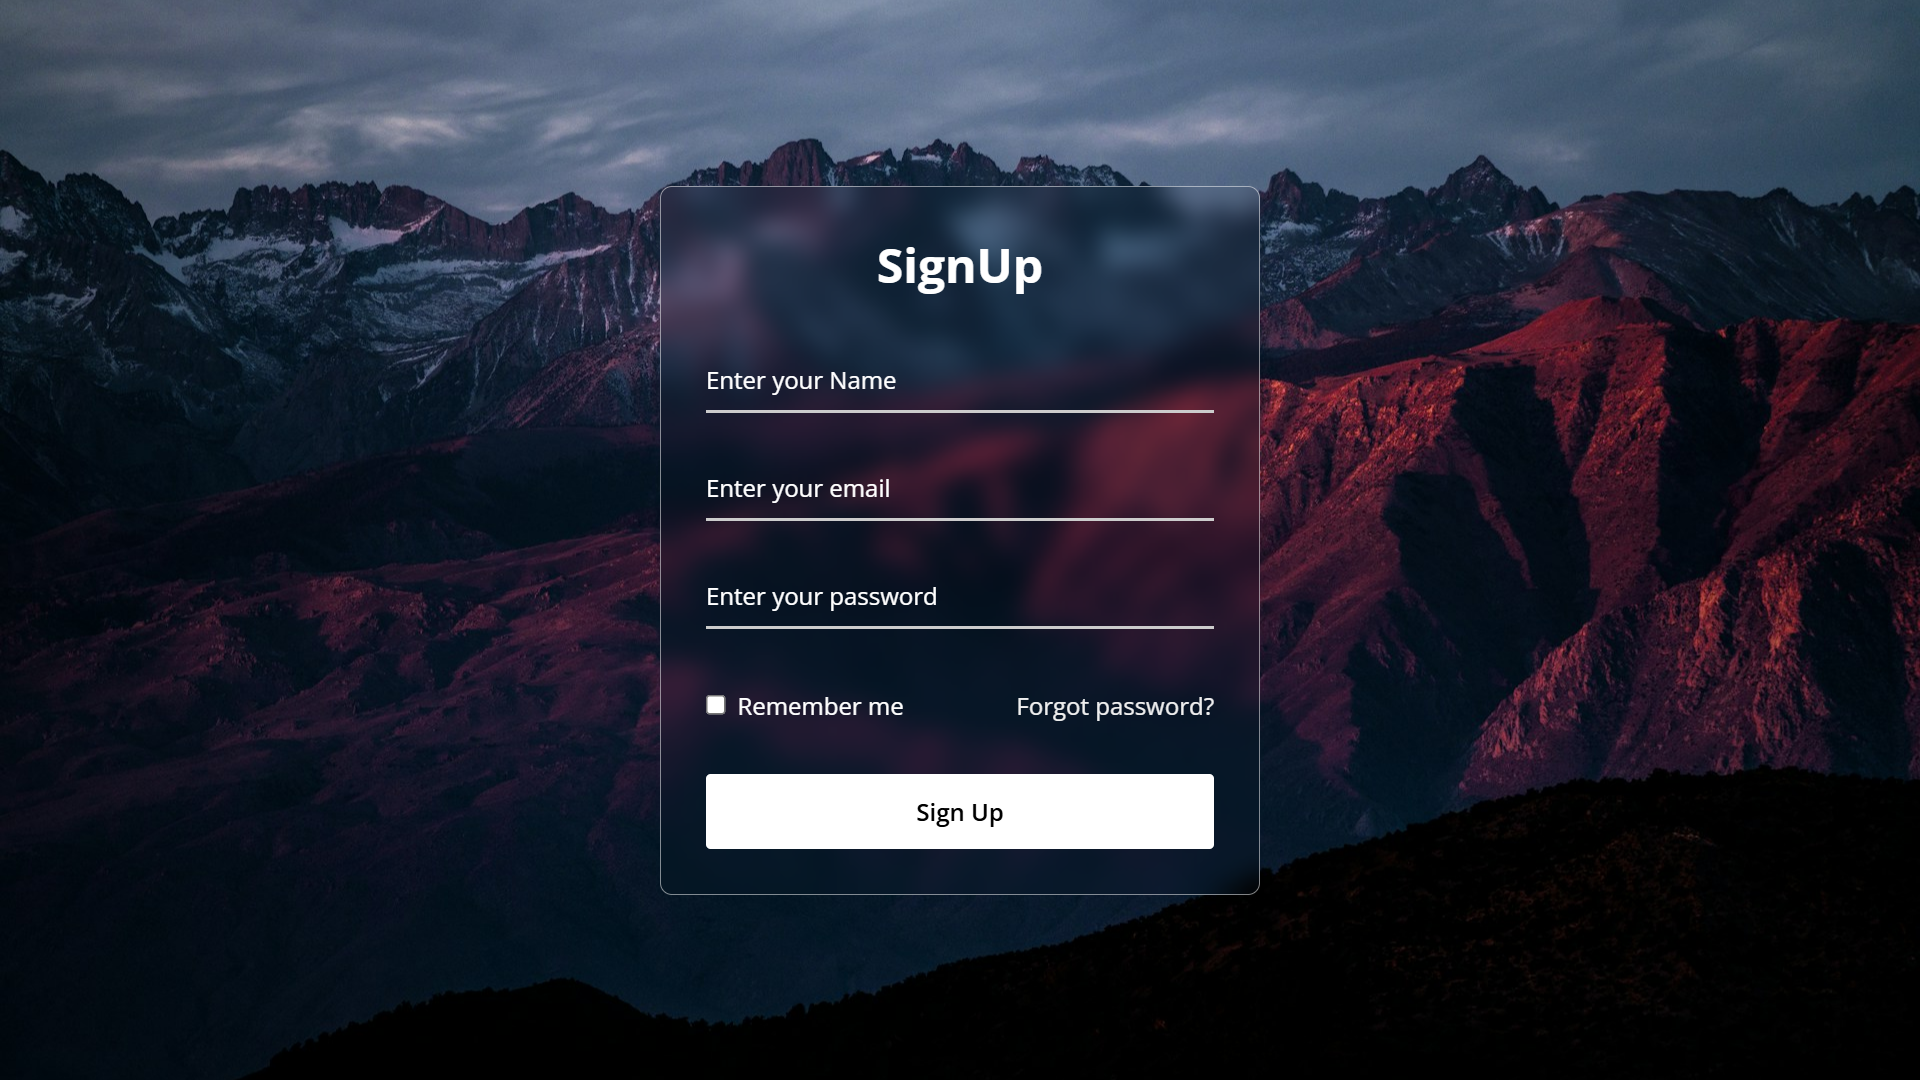 SignUp
Enter your Name
Enter your email
Enter your password
Remember me
Forgot password?
Sign Up